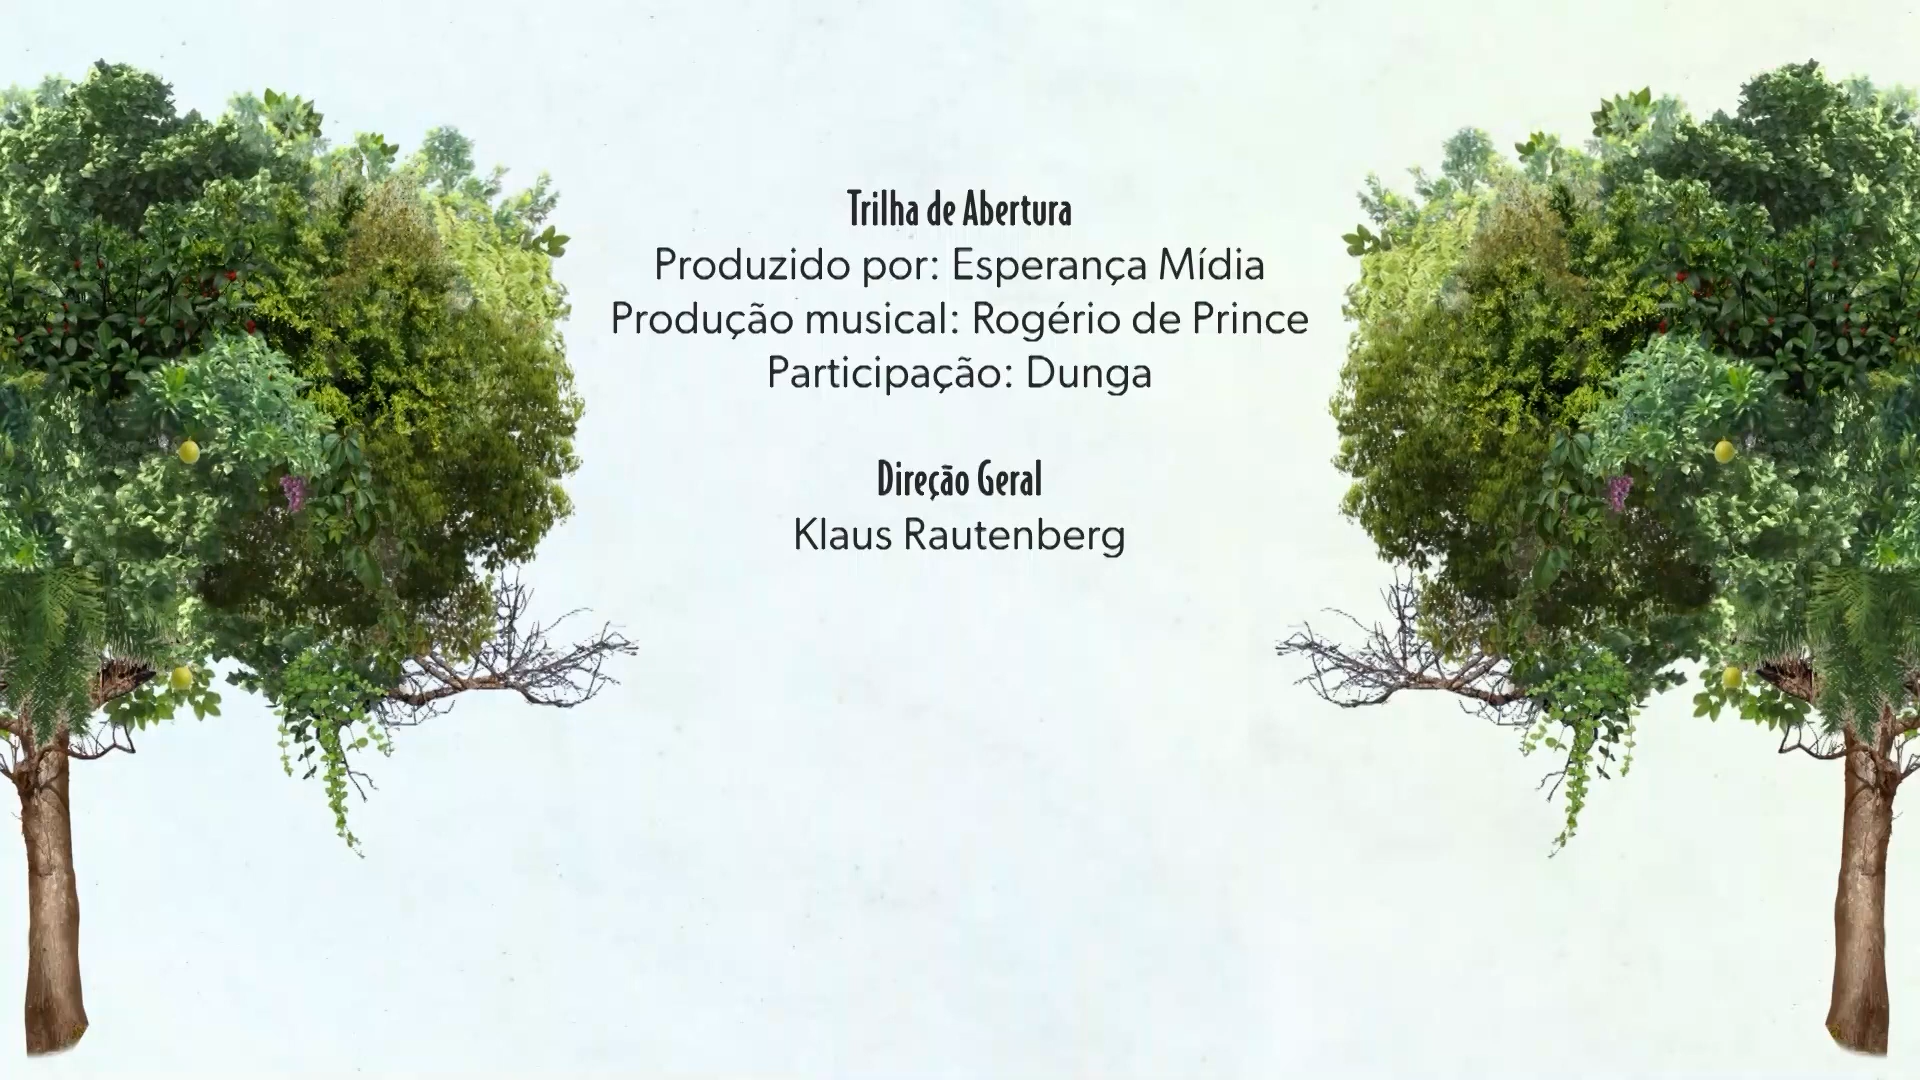 Trilha de Abertura
Produzido por: Esperança Mídia
Produção musical: Rogério de Prince
Participação: Dunga
Direção Geral
Klaus Rautenberg